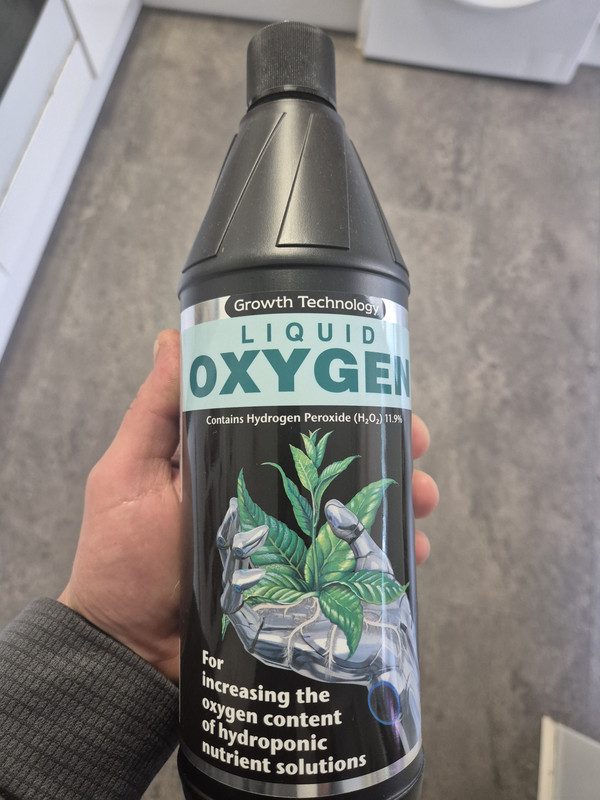 Growth Technology
LIQUID
OXYGEN
Contains Hydrogen Peroxide (H₂O₂) 11.9%
For
increasing the
oxygen content
of hydroponic
nutrient solutions